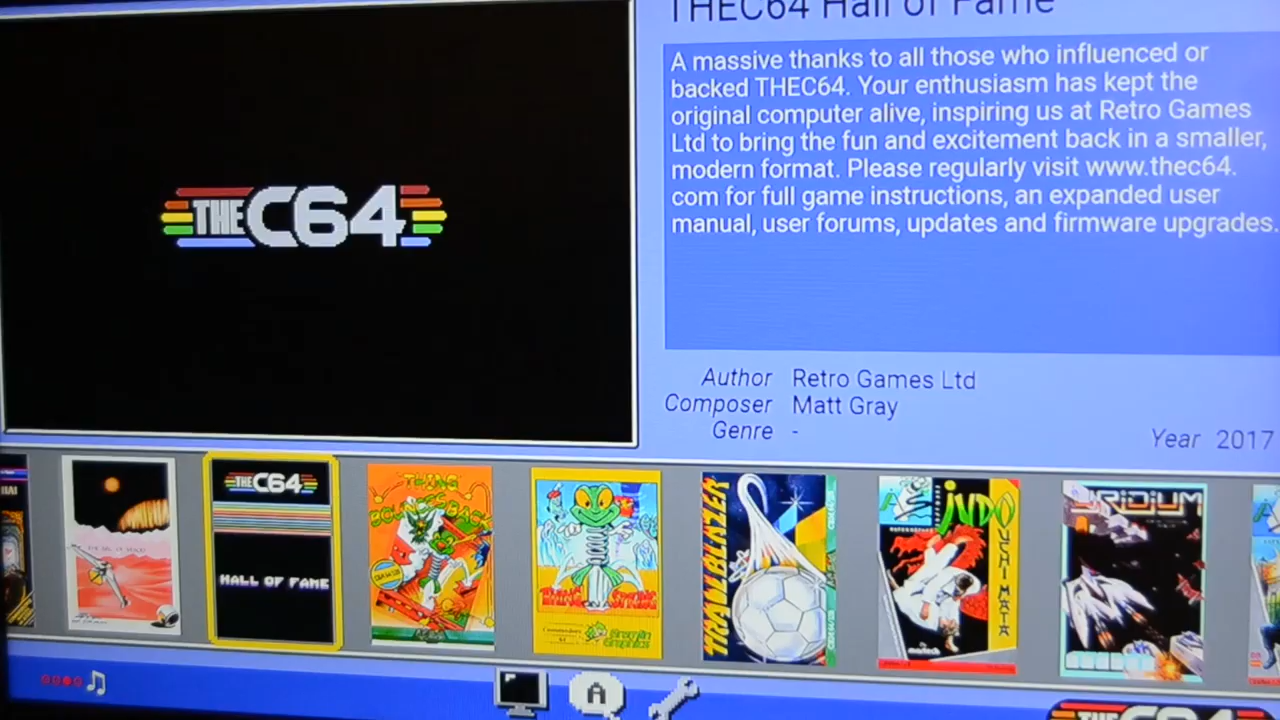 THEC64 Hall of Fame
A massive thanks to all those who influenced or
backed THEC64. Your enthusiasm has kept the
original computer alive, inspiring us at Retro Games
Ltd to bring the fun and excitement back in a smaller,
modern format. Please regularly visit www.thec64.
com for full game instructions, an expanded user
manual, user forums, updates and firmware upgrades.
THEC64
Author Retro Games Ltd
Composer Matt Gray
Genre -
Year 2017
THEC64
HALL OF FAME
THING
BOUNCES BACK
THING ON A SPRING
Commodore
64
Gremlin
Graphics
TRAILBLAZER
JUDO
UCHI MATA
martech
URIDIUM
A
THEC64